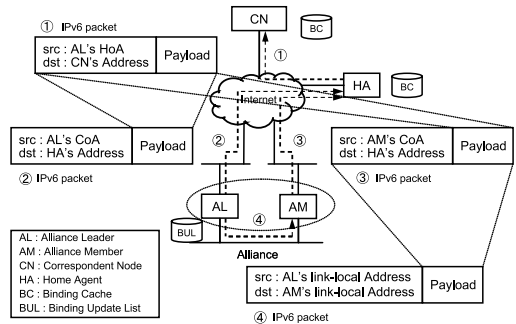 ① IPv6 packet
src : AL's HoA
dst : CN's Address
Payload
CN
BC
①
Internet
HA
BC
src : AL's CoA
dst : HA's Address
Payload
② IPv6 packet
②
③
src : AM's CoA
dst : HA's Address
Payload
③ IPv6 packet
AL
④
AM
BUL
Alliance
AL : Alliance Leader
AM : Alliance Member
CN : Correspondent Node
HA : Home Agent
BC : Binding Cache
BUL : Binding Update List
src : AL's link-local Address
dst : AM's link-local Address
Payload
④ IPv6 packet